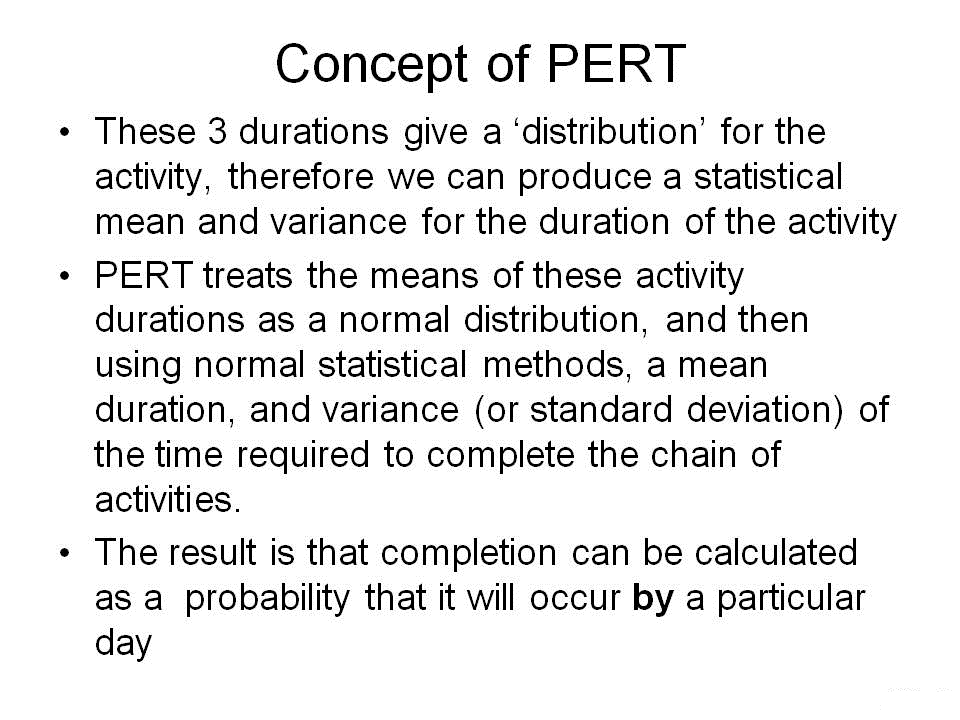 Concept of PERT
• These 3 durations give a ‘distribution’ for the
activity, therefore we can produce a statistical
mean and variance for the duration of the activity
• PERT treats the means of these activity
durations as a normal distribution, and then
using normal statistical methods, a mean
duration, and variance (or standard deviation) of
the time required to complete the chain of
activities.
• The result is that completion can be calculated
as a  probability that it will occur by a particular
day